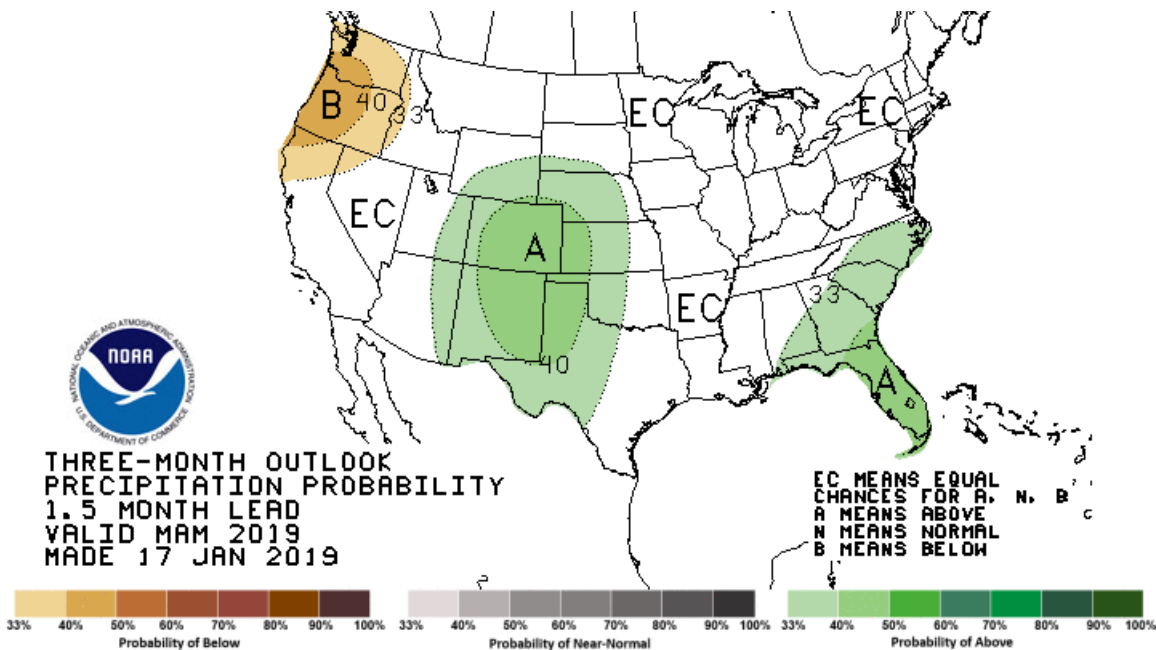 B
40
33
EC
EC
EC
A
EC
33
40
A
NATIONAL OCEANIC AND ATMOSPHERIC ADMINISTRATION
NOAA
U.S. DEPARTMENT OF COMMERCE
THREE-MONTH OUTLOOK
PRECIPITATION PROBABILITY
1.5 MONTH LEAD
VALID MAM 2019
MADE 17 JAN 2019
EC MEANS EQUAL
CHANCES FOR A, N, B
A MEANS ABOVE
N MEANS NORMAL
B MEANS BELOW
33% 40% 50% 60% 70% 80% 90% 100%
Probability of Below
33% 40% 50% 60% 70% 80% 90% 100%
Probability of Near-Normal
33% 40% 50% 60% 70% 80% 90% 100%
Probability of Above